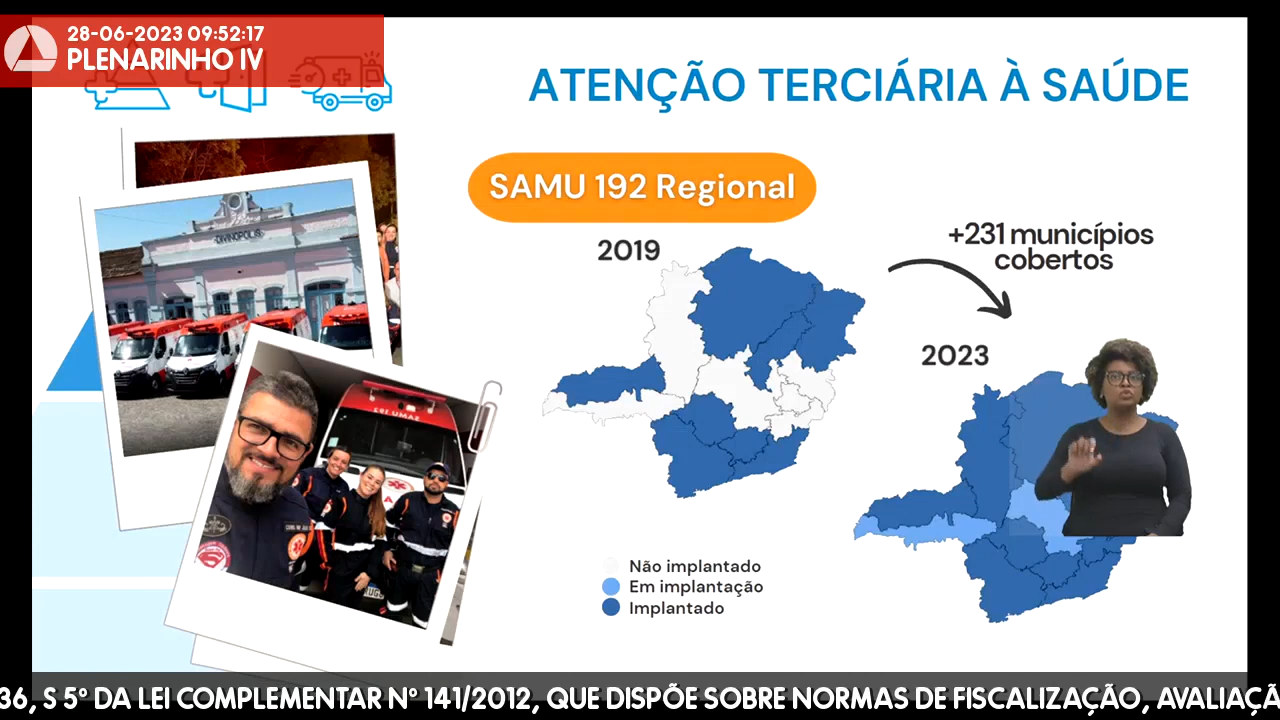 28-06-2023 09:52:17
PLENARINHO IV
ATENÇÃO TERCIÁRIA À SAÚDE
SAMU 192 Regional
2019
+231 municípios
cobertos
2023
DIVINÓPOLIS
SAMU 192
Não implantado
Em implantação
Implantado
36, S 5º DA LEI COMPLEMENTAR Nº 141/2012, QUE DISPÕE SOBRE NORMAS DE FISCALIZAÇÃO, AVALIAÇÃ